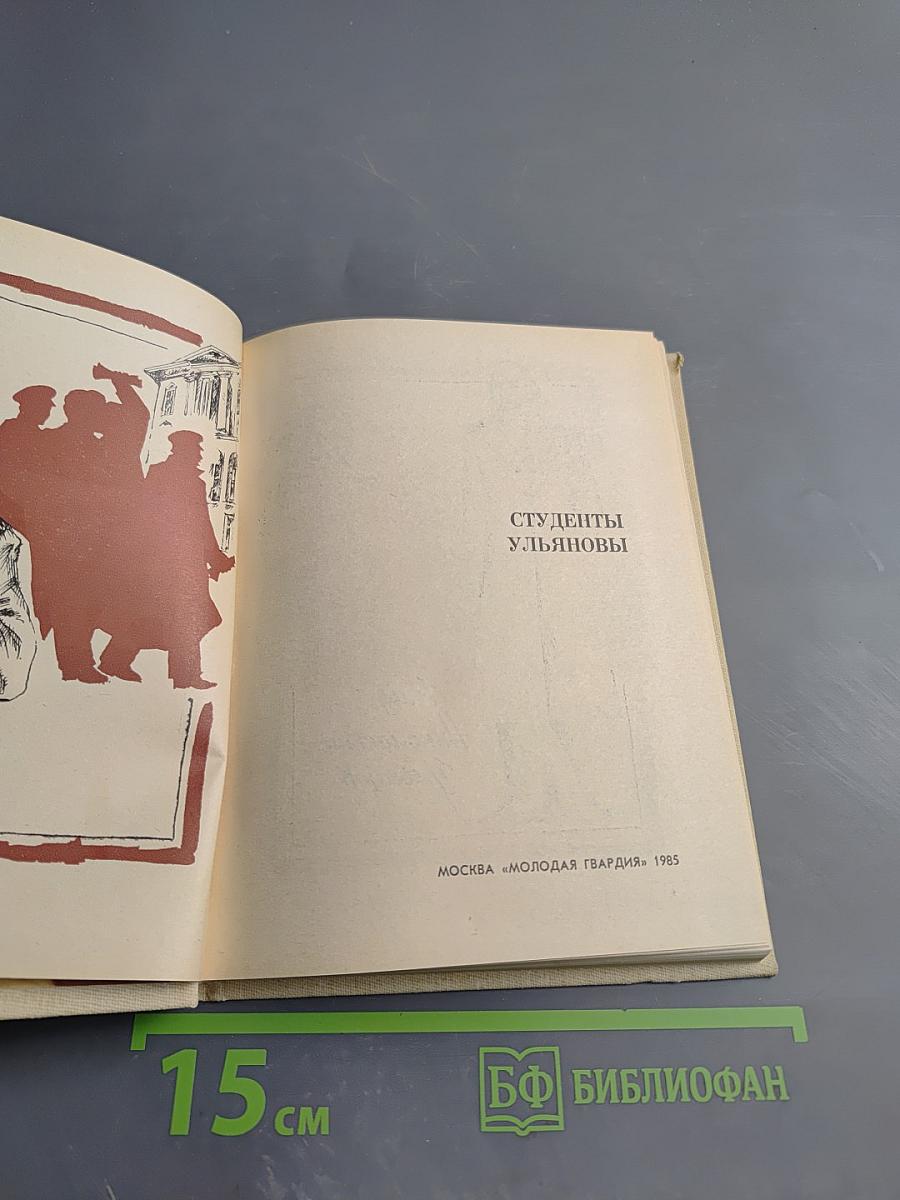 СТУДЕНТЫ
УЛЬЯНОВЫ
МОСКВА «МОЛОДАЯ ГВАРДИЯ» 1985
15 СМ
БФ БИБЛИОФАН